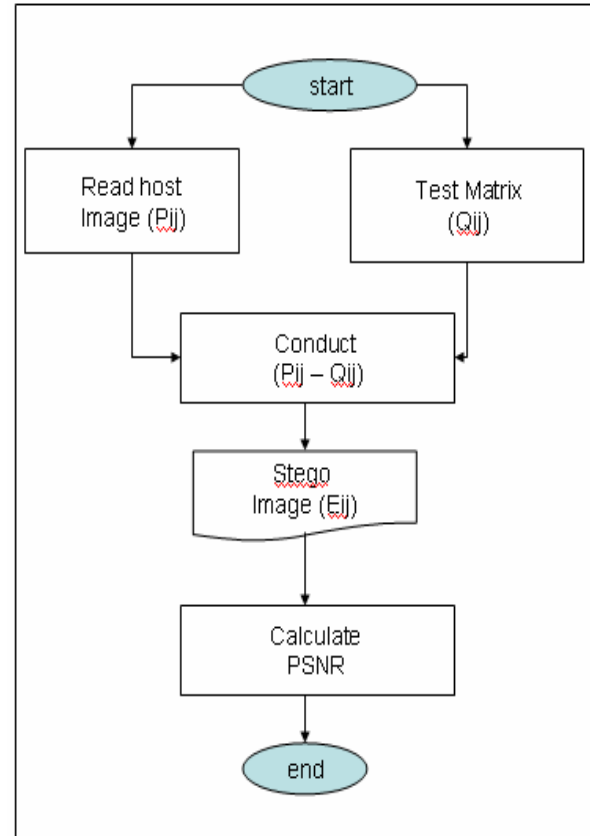 start
Read host
Image (Pij)
Test Matrix
(Qij)
Conduct
(Pij – Qij)
Stego
Image (Eij)
Calculate
PSNR
end